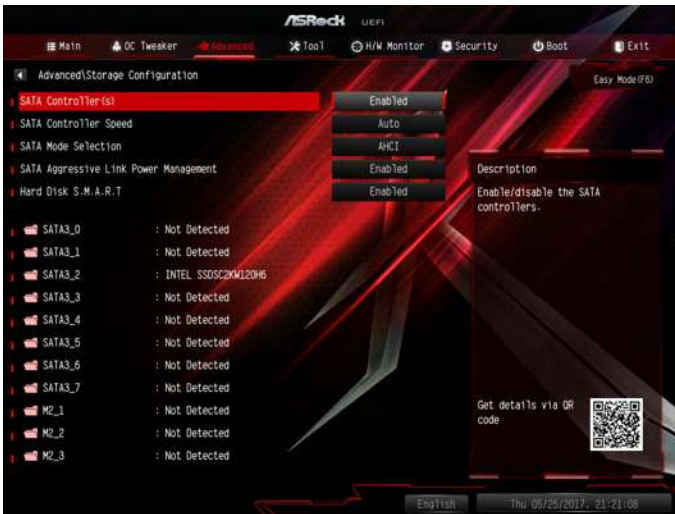 ASRock UEFI
Main OC Tweaker Advanced Tool H/W Monitor Security Boot Exit
Advanced\Storage Configuration
Easy Mode(F6)
SATA Controller(s) Enabled
SATA Controller Speed Auto
SATA Mode Selection AHCI
SATA Aggressive Link Power Management Enabled
Hard Disk S.M.A.R.T Enabled
Description
Enable/disable the SATA
controllers.
SATA3_0 : Not Detected
SATA3_1 : Not Detected
SATA3_2 : INTEL SSDSC2KW120H6
SATA3_3 : Not Detected
SATA3_4 : Not Detected
SATA3_5 : Not Detected
SATA3_6 : Not Detected
SATA3_7 : Not Detected
M2_1 : Not Detected
M2_2 : Not Detected
M2_3 : Not Detected
Get details via QR
code
English Thu 05/25/2017, 21:21:08